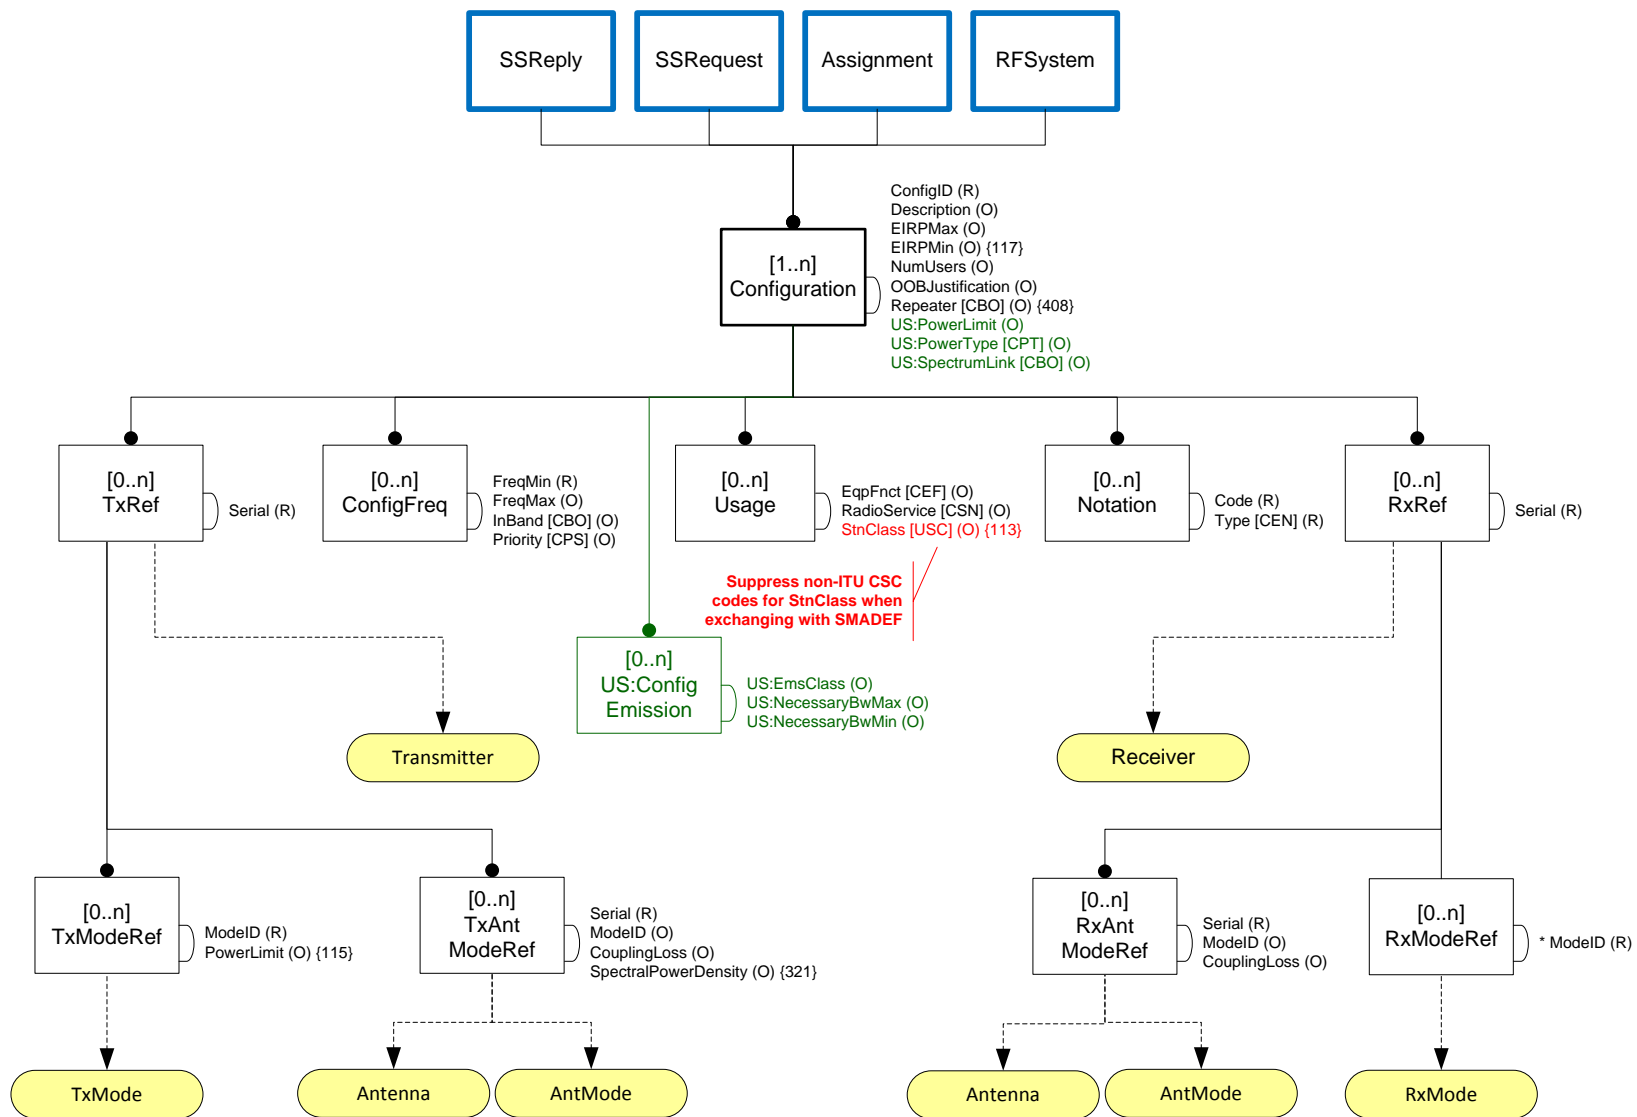 SSReply
SSRequest
Assignment
RFSystem
ConfigID (R)
Description (O)
EIRPMax (O)
EIRPMin (O) {117}
NumUsers (O)
OOBJustification (O)
Repeater [CBO] (O) {408}
US:PowerLimit (O)
US:PowerType [CPT] (O)
US:SpectrumLink [CBO] (O)
[1..n]
Configuration
[0..n]
TxRef
Serial (R)
[0..n]
ConfigFreq
FreqMin (R)
FreqMax (O)
InBand [CBO] (O)
Priority [CPS] (O)
[0..n]
Usage
EqpFnct [CEF] (O)
RadioService [CSN] (O)
StnClass [USC] (O) {113}
[0..n]
Notation
Code (R)
Type [CEN] (R)
[0..n]
RxRef
Serial (R)
Suppress non-ITU CSC
codes for StnClass when
exchanging with SMADEF
[0..n]
US:Config
Emission
US:EmsClass (O)
US:NecessaryBwMax (O)
US:NecessaryBwMin (O)
Transmitter
Receiver
[0..n]
TxModeRef
ModeID (R)
PowerLimit (O) {115}
[0..n]
TxAnt
ModeRef
Serial (R)
ModeID (O)
CouplingLoss (O)
SpectralPowerDensity (O) {321}
[0..n]
RxAnt
ModeRef
Serial (R)
ModeID (O)
CouplingLoss (O)
[0..n]
RxModeRef
* ModeID (R)
TxMode
Antenna
AntMode
Antenna
AntMode
RxMode